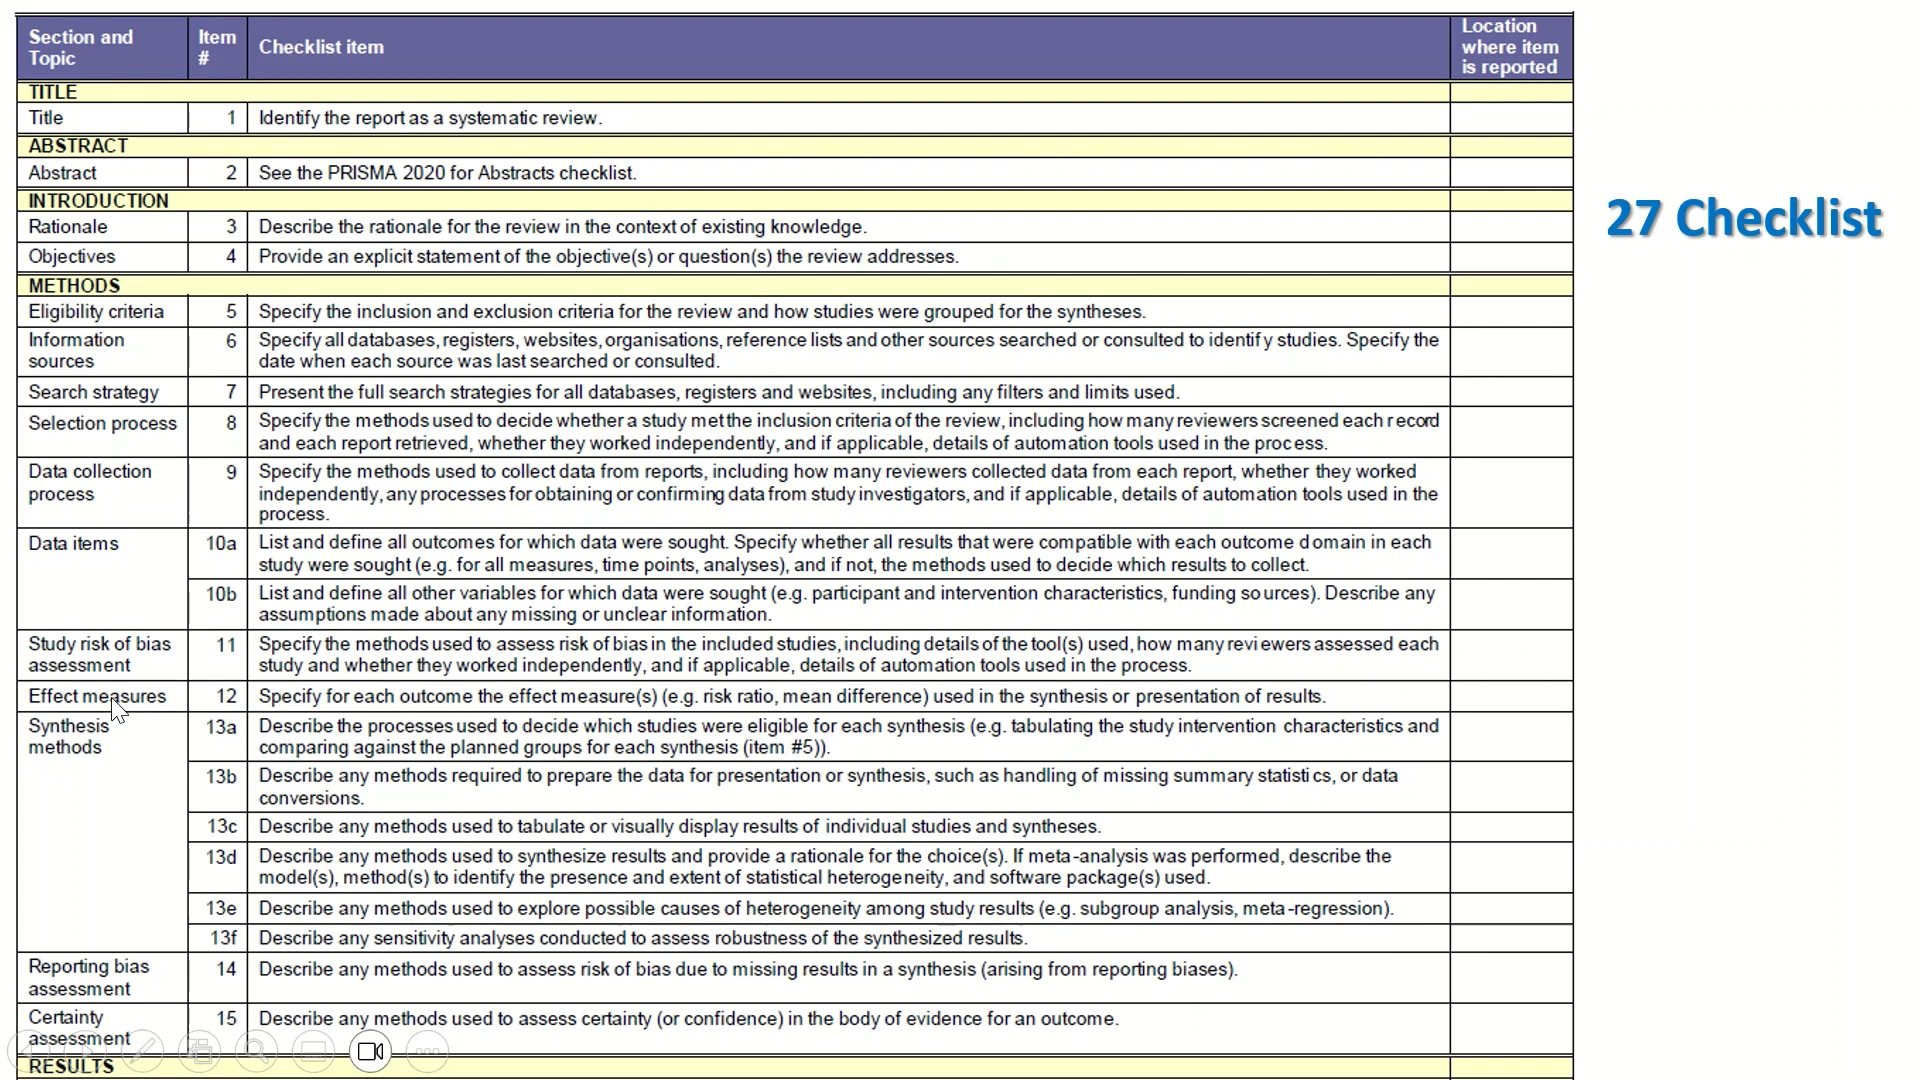 Section and Topic
Item #
Checklist item
Location where item is reported
TITLE
Title 1 Identify the report as a systematic review.
ABSTRACT
Abstract 2 See the PRISMA 2020 for Abstracts checklist.
INTRODUCTION
Rationale 3 Describe the rationale for the review in the context of existing knowledge.
Objectives 4 Provide an explicit statement of the objective(s) or question(s) the review addresses.
METHODS
Eligibility criteria 5 Specify the inclusion and exclusion criteria for the review and how studies were grouped for the syntheses.
Information sources 6 Specify all databases, registers, websites, organisations, reference lists and other sources searched or consulted to identify studies. Specify the
date when each source was last searched or consulted.
Search strategy 7 Present the full search strategies for all databases, registers and websites, including any filters and limits used.
Selection process 8 Specify the methods used to decide whether a study met the inclusion criteria of the review, including how many reviewers screened each record
and each report retrieved, whether they worked independently, and if applicable, details of automation tools used in the process.
Data collection process 9 Specify the methods used to collect data from reports, including how many reviewers collected data from each report, whether they worked
independently, any processes for obtaining or confirming data from study investigators, and if applicable, details of automation tools used in the
process.
Data items 10a List and define all outcomes for which data were sought. Specify whether all results that were compatible with each outcome domain in each
study were sought (e.g. for all measures, time points, analyses), and if not, the methods used to decide which results to collect.
10b List and define all other variables for which data were sought (e.g. participant and intervention characteristics, funding sources). Describe any
assumptions made about any missing or unclear information.
Study risk of bias assessment 11 Specify the methods used to assess risk of bias in the included studies, including details of the tool(s) used, how many reviewers assessed each
study and whether they worked independently, and if applicable, details of automation tools used in the process.
Effect measures 12 Specify for each outcome the effect measure(s) (e.g. risk ratio, mean difference) used in the synthesis or presentation of results.
Synthesis methods 13a Describe the processes used to decide which studies were eligible for each synthesis (e.g. tabulating the study intervention characteristics and
comparing against the planned groups for each synthesis (item #5)).
13b Describe any methods required to prepare the data for presentation or synthesis, such as handling of missing summary statistics, or data
conversions.
13c Describe any methods used to tabulate or visually display results of individual studies and syntheses.
13d Describe any methods used to synthesize results and provide a rationale for the choice(s). If meta-analysis was performed, describe the
model(s), method(s) to identify the presence and extent of statistical heterogeneity, and software package(s) used.
13e Describe any methods used to explore possible causes of heterogeneity among study results (e.g. subgroup analysis, meta-regression).
13f Describe any sensitivity analyses conducted to assess robustness of the synthesized results.
Reporting bias assessment 14 Describe any methods used to assess risk of bias due to missing results in a synthesis (arising from reporting biases).
Certainty assessment 15 Describe any methods used to assess certainty (or confidence) in the body of evidence for an outcome.
RESULTS
27 Checklist